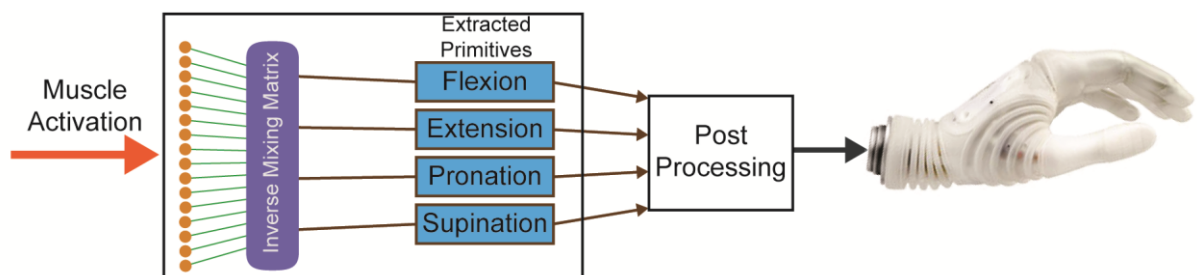 Muscle
Activation
Inverse Mixing Matrix
Extracted
Primitives
Flexion
Extension
Pronation
Supination
Post
Processing